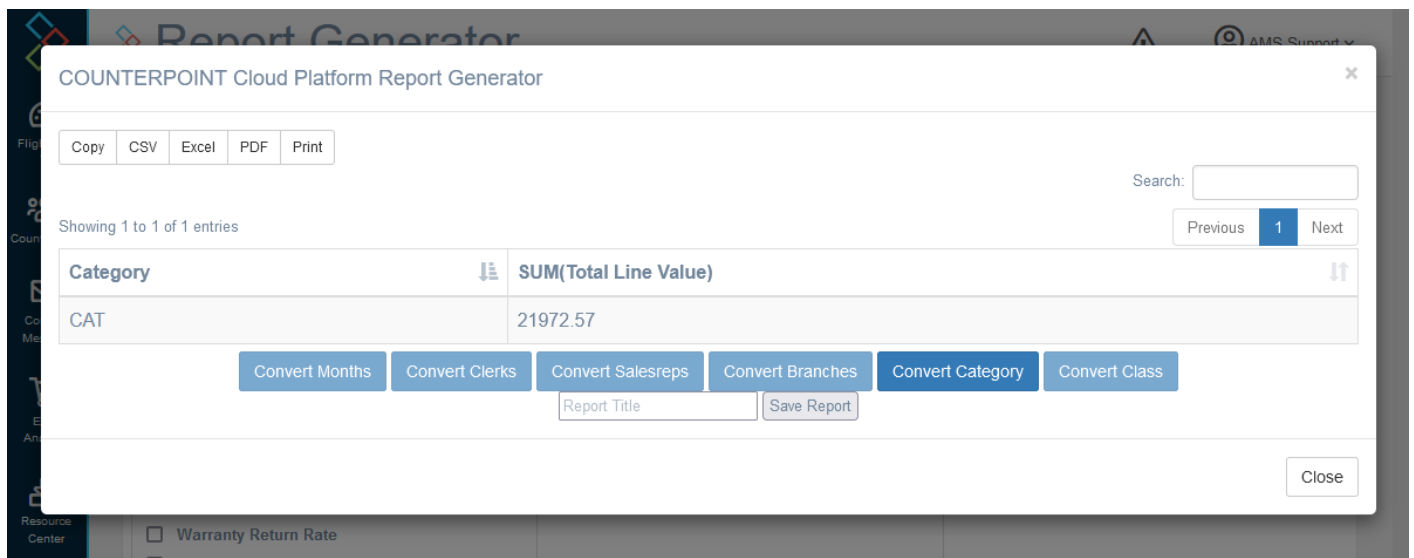 Report Generator
AMS Support
COUNTERPOINT Cloud Platform Report Generator
×
Copy CSV Excel PDF Print
Search:
Showing 1 to 1 of 1 entries
Previous 1 Next
Category SUM(Total Line Value)
CAT 21972.57
Convert Months Convert Clerks Convert Salesreps Convert Branches Convert Category Convert Class
Report Title Save Report
Close
Resource
Center
Warranty Return Rate